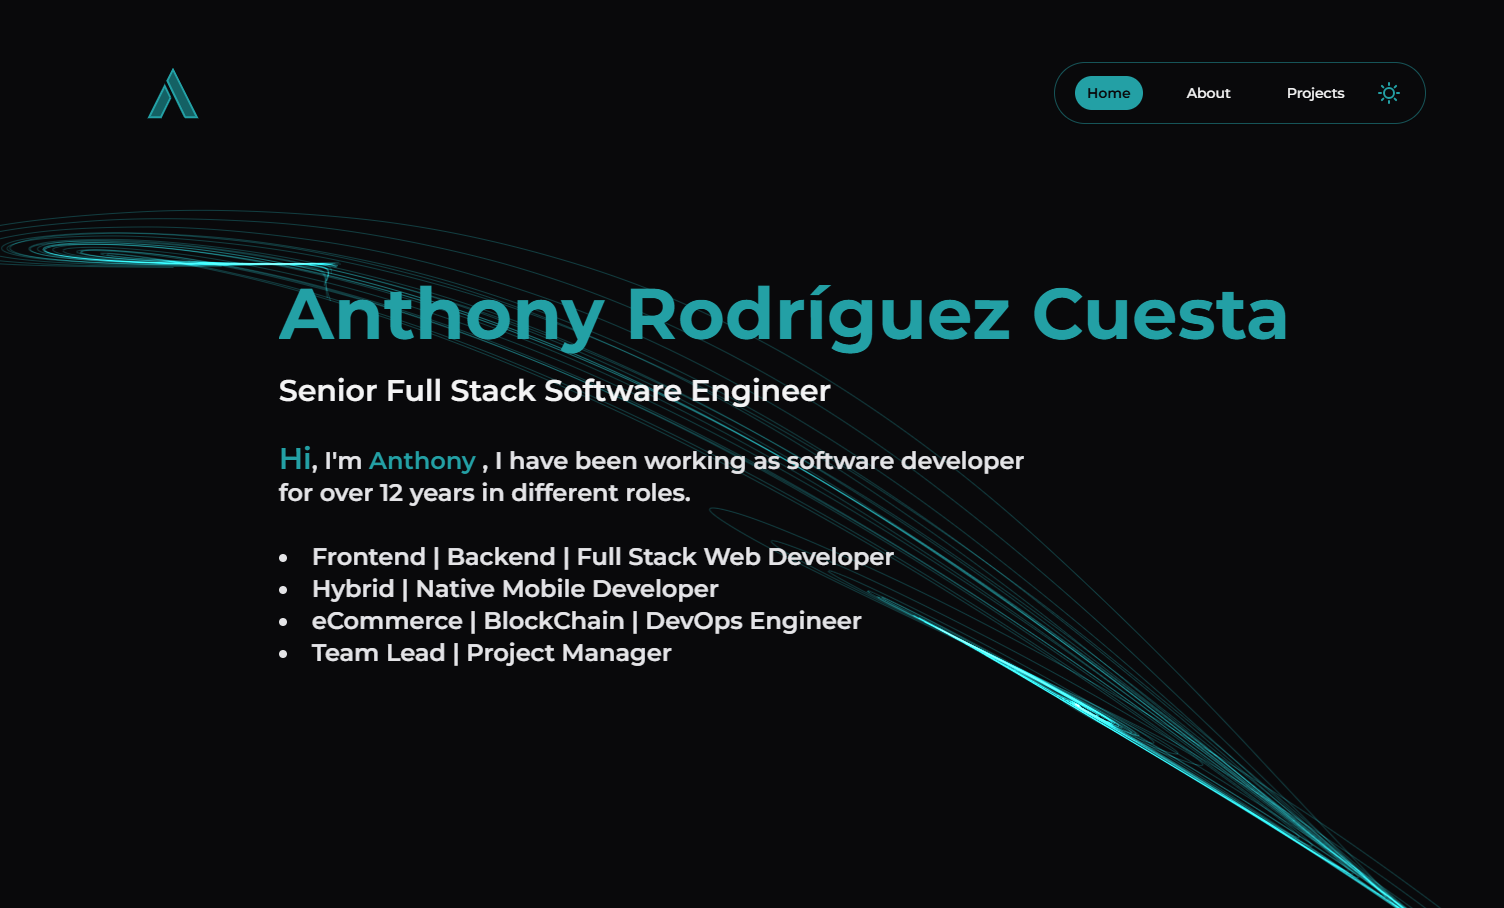 Home About Projects
Anthony Rodríguez Cuesta
Senior Full Stack Software Engineer
Hi, I'm Anthony , I have been working as software developer
for over 12 years in different roles.
• Frontend | Backend | Full Stack Web Developer
• Hybrid | Native Mobile Developer
• eCommerce | BlockChain | DevOps Engineer
• Team Lead | Project Manager